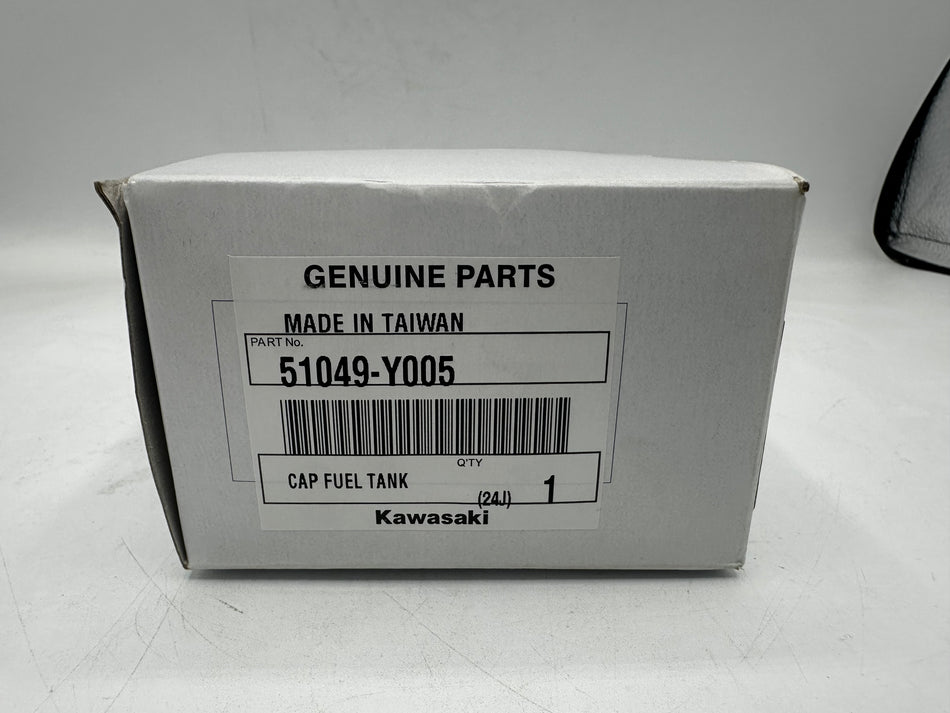 GENUINE PARTS
MADE IN TAIWAN
PART No.
51049-Y005
Q'TY
CAP FUEL TANK
(24J) 1
Kawasaki